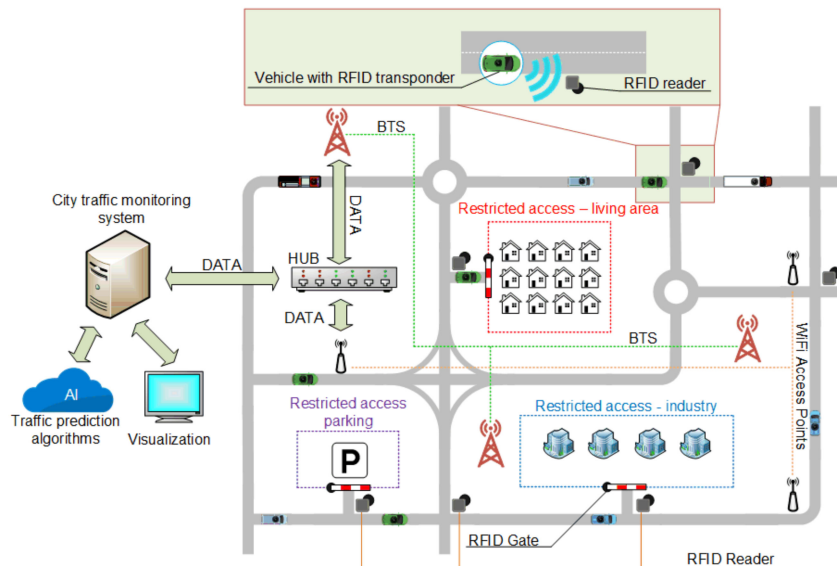 Vehicle with RFID transponder
RFID reader
BTS
City traffic monitoring
system
DATA
Restricted access – living area
HUB
DATA
DATA
BTS
WiFi Access Points
AI
Traffic prediction
algorithms
Visualization
Restricted access
parking
P
Restricted access - industry
RFID Gate
RFID Reader